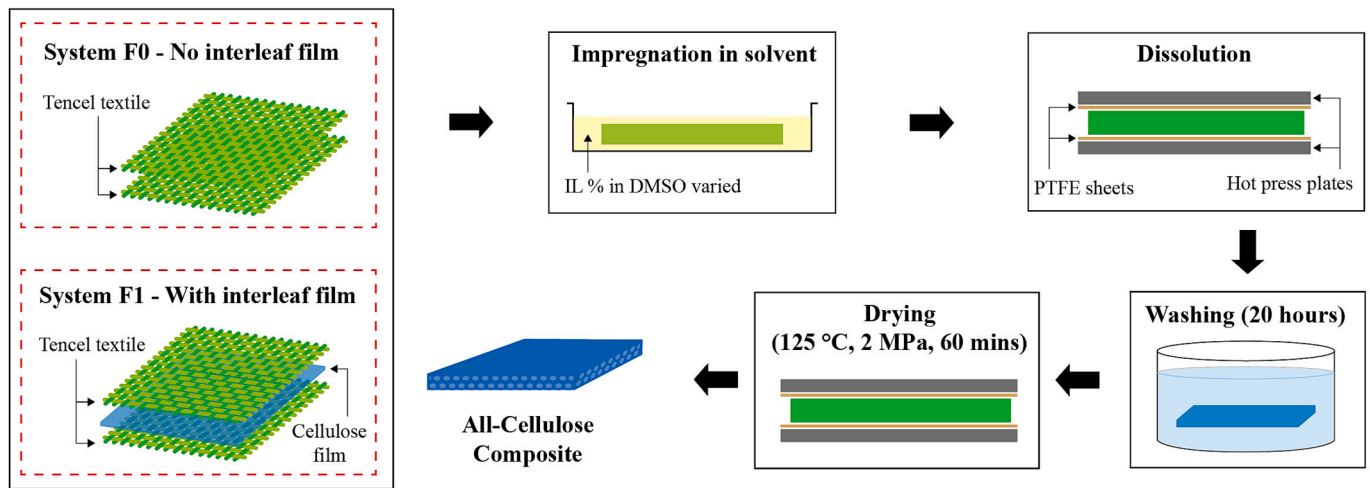 System F0 - No interleaf film
Tencel textile
System F1 - With interleaf film
Tencel textile
Cellulose
film
Impregnation in solvent
IL % in DMSO varied
Dissolution
PTFE sheets
Hot press plates
Washing (20 hours)
Drying
(125 °C, 2 MPa, 60 mins)
All-Cellulose
Composite